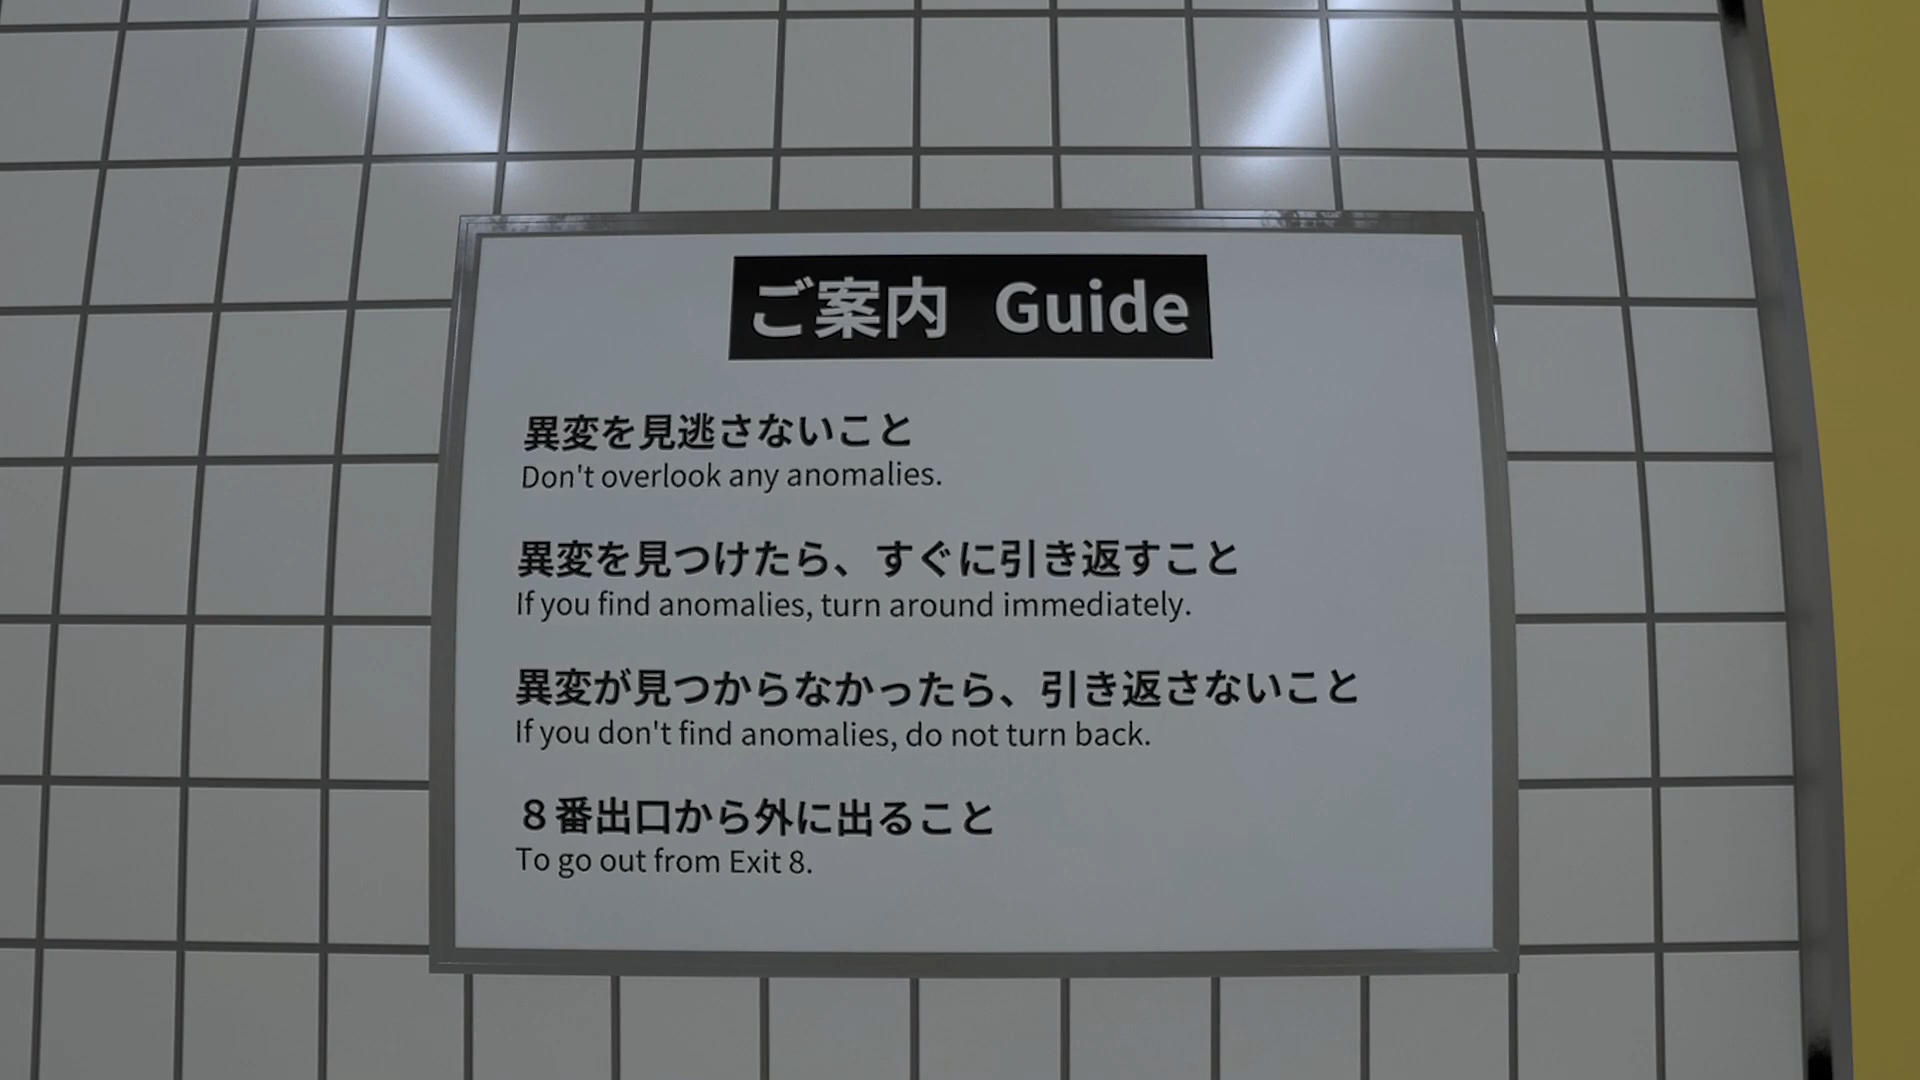 ご案内 Guide
異変を見逃さないこと
Don't overlook any anomalies.
異変を見つけたら、すぐに引き返すこと
If you find anomalies, turn around immediately.
異変が見つからなかったら、引き返さないこと
If you don't find anomalies, do not turn back.
８番出口から外に出ること
To go out from Exit 8.